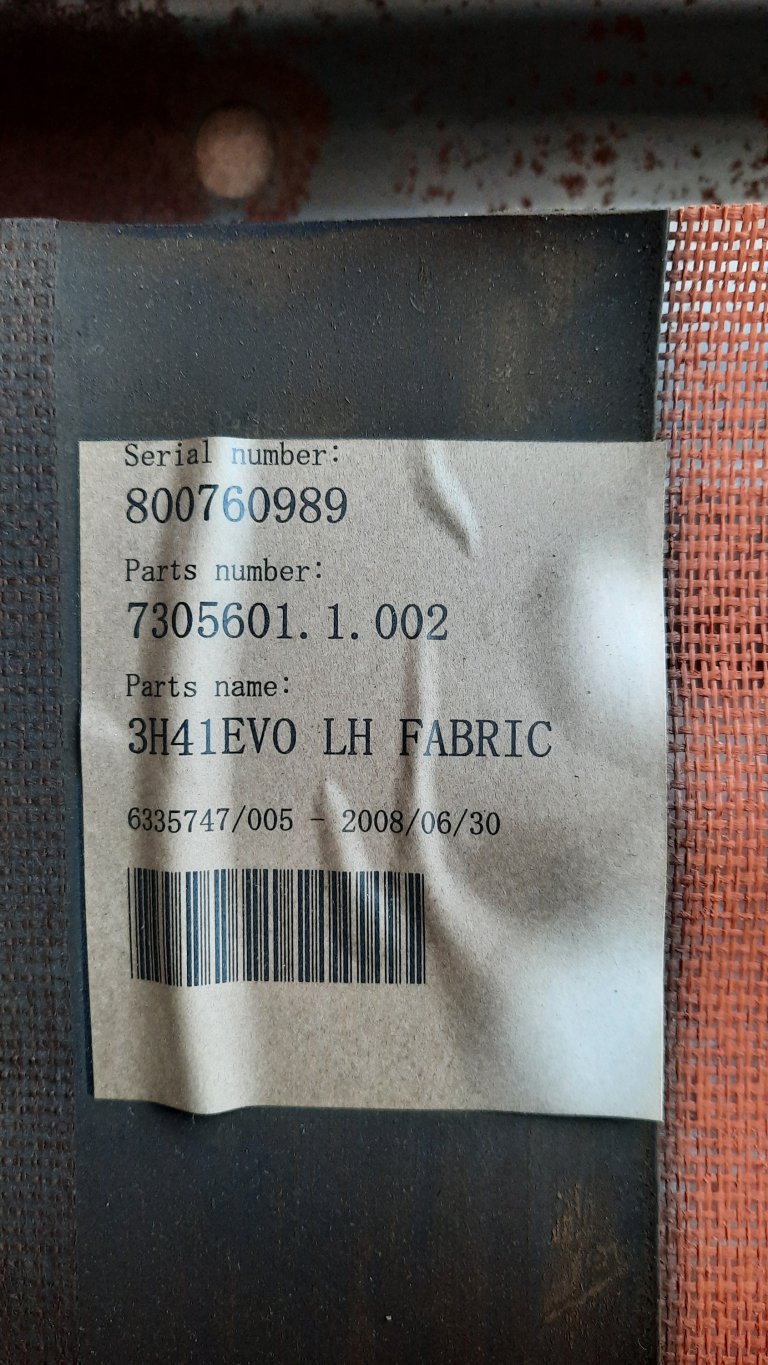 Serial number:
800760989
Parts number:
7305601.1.002
Parts name:
3H41EVO LH FABRIC
6335747/005 - 2008/06/30